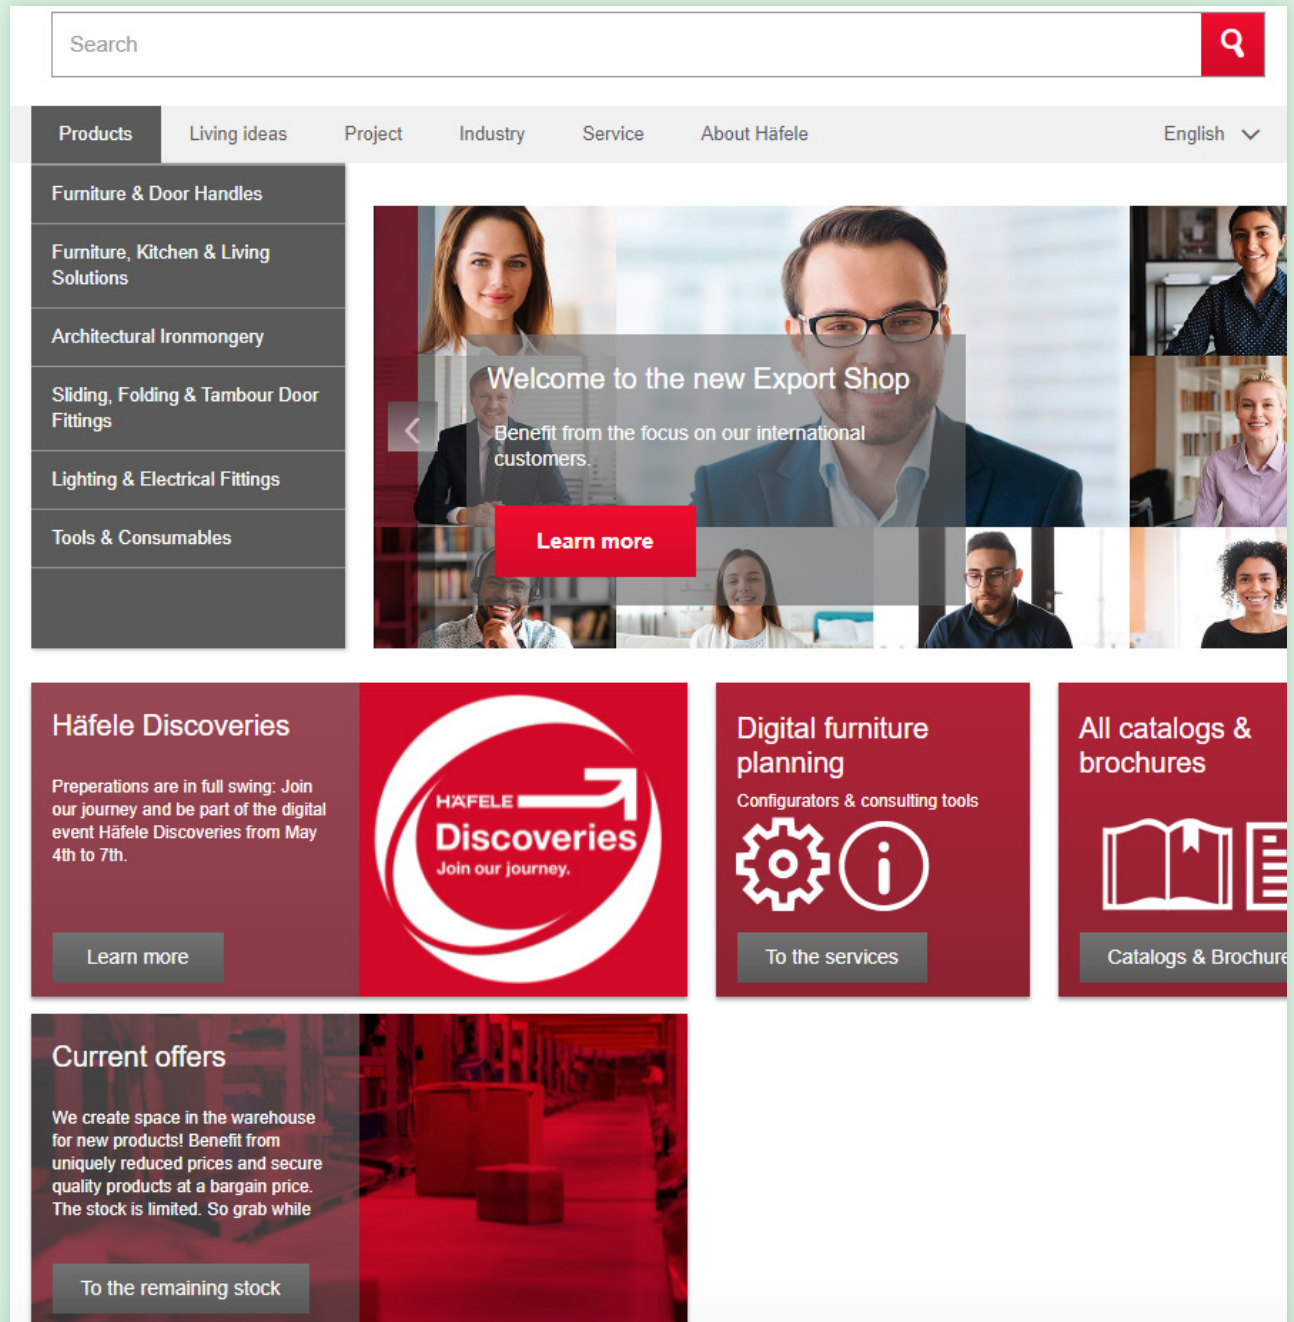 Search
Products
Living ideas
Project
Industry
Service
About Häfele
English
Furniture & Door Handles
Furniture, Kitchen & Living
Solutions
Architectural Ironmongery
Sliding, Folding & Tambour Door
Fittings
Lighting & Electrical Fittings
Tools & Consumables
Welcome to the new Export Shop
Benefit from the focus on our international
customers.
Learn more
Häfele Discoveries
Preperations are in full swing: Join
our journey and be part of the digital
event Häfele Discoveries from May
4th to 7th.
Learn more
HÄFELE
Discoveries
Join our journey.
Digital furniture
planning
Configurators & consulting tools
To the services
All catalogs &
brochures
Catalogs & Brochure
Current offers
We create space in the warehouse
for new products! Benefit from
uniquely reduced prices and secure
quality products at a bargain price.
The stock is limited. So grab while
To the remaining stock